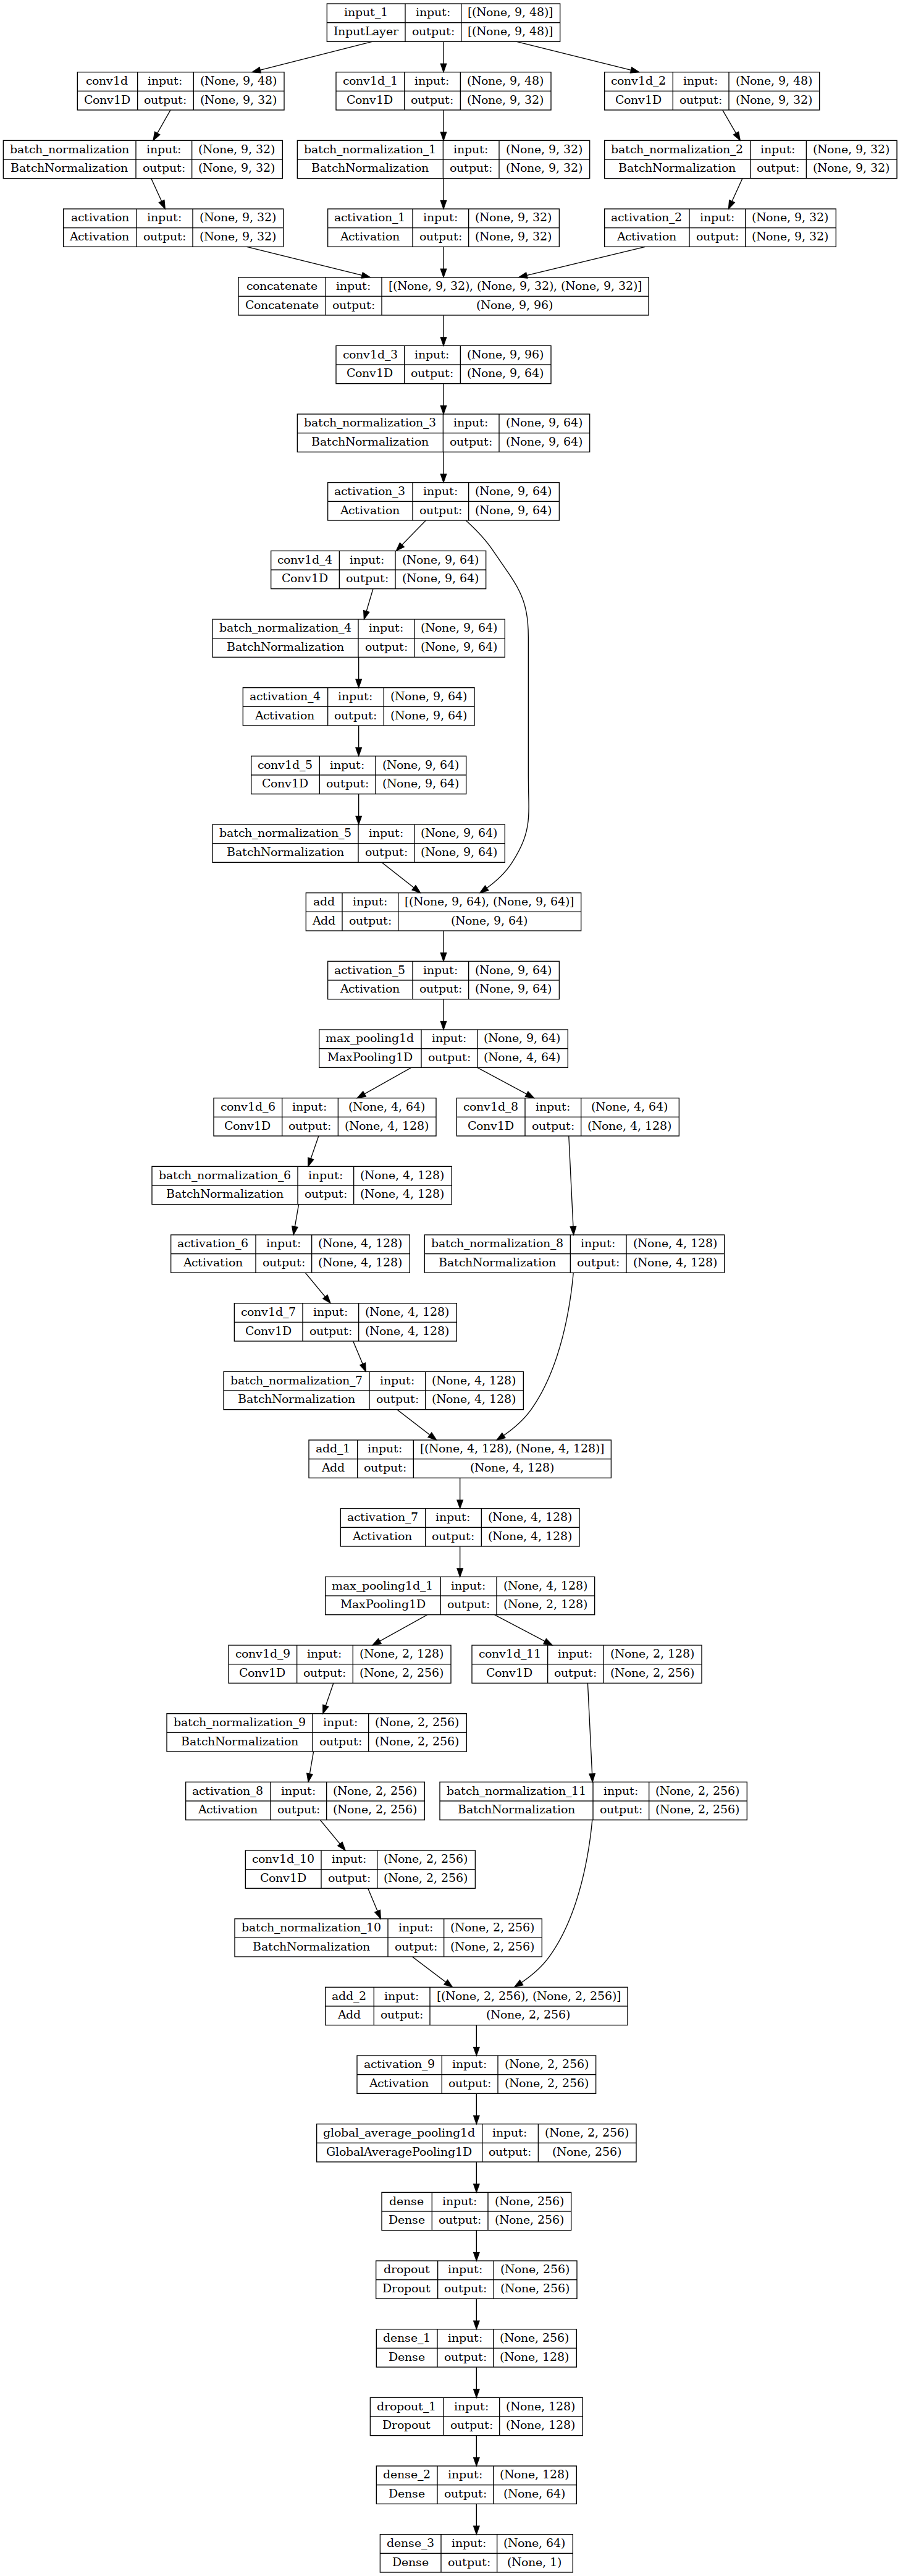 input_1 input: [(None, 9, 48)]
InputLayer output: [(None, 9, 48)]
conv1d input: (None, 9, 48) conv1d_1 input: (None, 9, 48) conv1d_2 input: (None, 9, 48)
Conv1D output: (None, 9, 32) Conv1D output: (None, 9, 32) Conv1D output: (None, 9, 32)
batch_normalization input: (None, 9, 32) batch_normalization_1 input: (None, 9, 32) batch_normalization_2 input: (None, 9, 32)
BatchNormalization output: (None, 9, 32) BatchNormalization output: (None, 9, 32) BatchNormalization output: (None, 9, 32)
activation input: (None, 9, 32) activation_1 input: (None, 9, 32) activation_2 input: (None, 9, 32)
Activation output: (None, 9, 32) Activation output: (None, 9, 32) Activation output: (None, 9, 32)
concatenate input: [(None, 9, 32), (None, 9, 32), (None, 9, 32)]
Concatenate output: (None, 9, 96)
conv1d_3 input: (None, 9, 96)
Conv1D output: (None, 9, 64)
batch_normalization_3 input: (None, 9, 64)
BatchNormalization output: (None, 9, 64)
activation_3 input: (None, 9, 64)
Activation output: (None, 9, 64)
conv1d_4 input: (None, 9, 64)
Conv1D output: (None, 9, 64)
batch_normalization_4 input: (None, 9, 64)
BatchNormalization output: (None, 9, 64)
activation_4 input: (None, 9, 64)
Activation output: (None, 9, 64)
conv1d_5 input: (None, 9, 64)
Conv1D output: (None, 9, 64)
batch_normalization_5 input: (None, 9, 64)
BatchNormalization output: (None, 9, 64)
add input: [(None, 9, 64), (None, 9, 64)]
Add output: (None, 9, 64)
activation_5 input: (None, 9, 64)
Activation output: (None, 9, 64)
max_pooling1d input: (None, 9, 64)
MaxPooling1D output: (None, 4, 64)
conv1d_6 input: (None, 4, 64) conv1d_8 input: (None, 4, 64)
Conv1D output: (None, 4, 128) Conv1D output: (None, 4, 128)
batch_normalization_6 input: (None, 4, 128)
BatchNormalization output: (None, 4, 128)
activation_6 input: (None, 4, 128) batch_normalization_8 input: (None, 4, 128)
Activation output: (None, 4, 128) BatchNormalization output: (None, 4, 128)
conv1d_7 input: (None, 4, 128)
Conv1D output: (None, 4, 128)
batch_normalization_7 input: (None, 4, 128)
BatchNormalization output: (None, 4, 128)
add_1 input: [(None, 4, 128), (None, 4, 128)]
Add output: (None, 4, 128)
activation_7 input: (None, 4, 128)
Activation output: (None, 4, 128)
max_pooling1d_1 input: (None, 4, 128)
MaxPooling1D output: (None, 2, 128)
conv1d_9 input: (None, 2, 128) conv1d_11 input: (None, 2, 128)
Conv1D output: (None, 2, 256) Conv1D output: (None, 2, 256)
batch_normalization_9 input: (None, 2, 256)
BatchNormalization output: (None, 2, 256)
activation_8 input: (None, 2, 256) batch_normalization_11 input: (None, 2, 256)
Activation output: (None, 2, 256) BatchNormalization output: (None, 2, 256)
conv1d_10 input: (None, 2, 256)
Conv1D output: (None, 2, 256)
batch_normalization_10 input: (None, 2, 256)
BatchNormalization output: (None, 2, 256)
add_2 input: [(None, 2, 256), (None, 2, 256)]
Add output: (None, 2, 256)
activation_9 input: (None, 2, 256)
Activation output: (None, 2, 256)
global_average_pooling1d input: (None, 2, 256)
GlobalAveragePooling1D output: (None, 256)
dense input: (None, 256)
Dense output: (None, 256)
dropout input: (None, 256)
Dropout output: (None, 256)
dense_1 input: (None, 256)
Dense output: (None, 128)
dropout_1 input: (None, 128)
Dropout output: (None, 128)
dense_2 input: (None, 128)
Dense output: (None, 64)
dense_3 input: (None, 64)
Dense output: (None, 1)